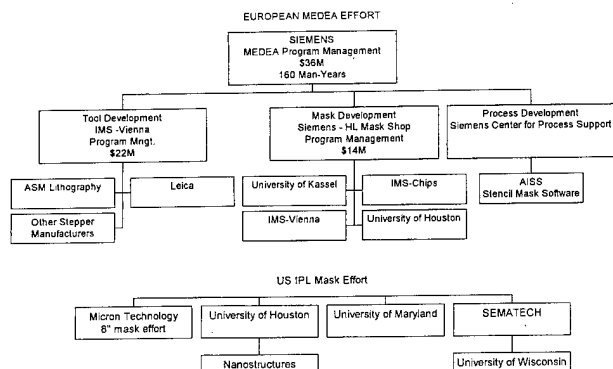 EUROPEAN MEDEA EFFORT
SIEMENS
MEDEA Program Management
$36M
160 Man-Years
Tool Development
IMS -Vienna
Program Mngt.
$22M
Mask Development
Siemens - HL Mask Shop
Program Management
$14M
Process Development
Siemens Center for Process Support
ASM Lithography
Leica
Other Stepper
Manufacturers
University of Kassel
IMS-Chips
IMS-Vienna
University of Houston
AISS
Stencil Mask Software
US IPL Mask Effort
Micron Technology
8" mask effort
University of Houston
University of Maryland
SEMATECH
Nanostructures
University of Wisconsin